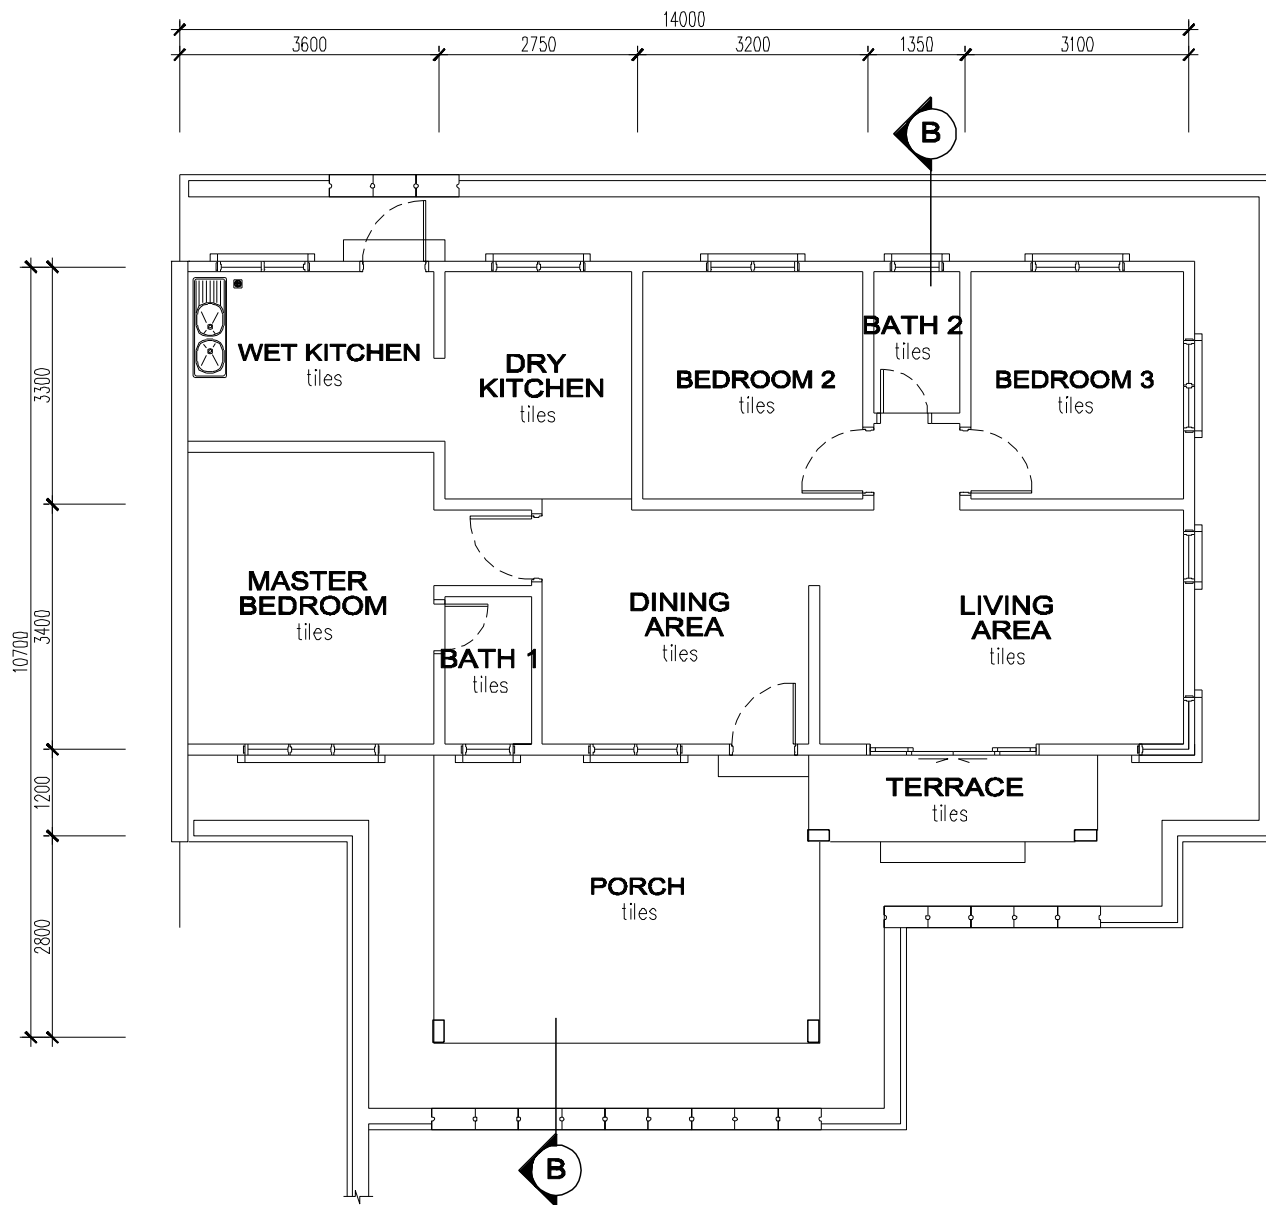 14000
3600
2750
3200
1350
3100
B
BATH 2
tiles
WET KITCHEN
tiles
DRY
KITCHEN
tiles
BEDROOM 2
tiles
BEDROOM 3
tiles
3300
MASTER
BEDROOM
tiles
DINING
AREA
tiles
LIVING
AREA
tiles
10700
3400
BATH 1
tiles
1200
TERRACE
tiles
PORCH
tiles
2800
B